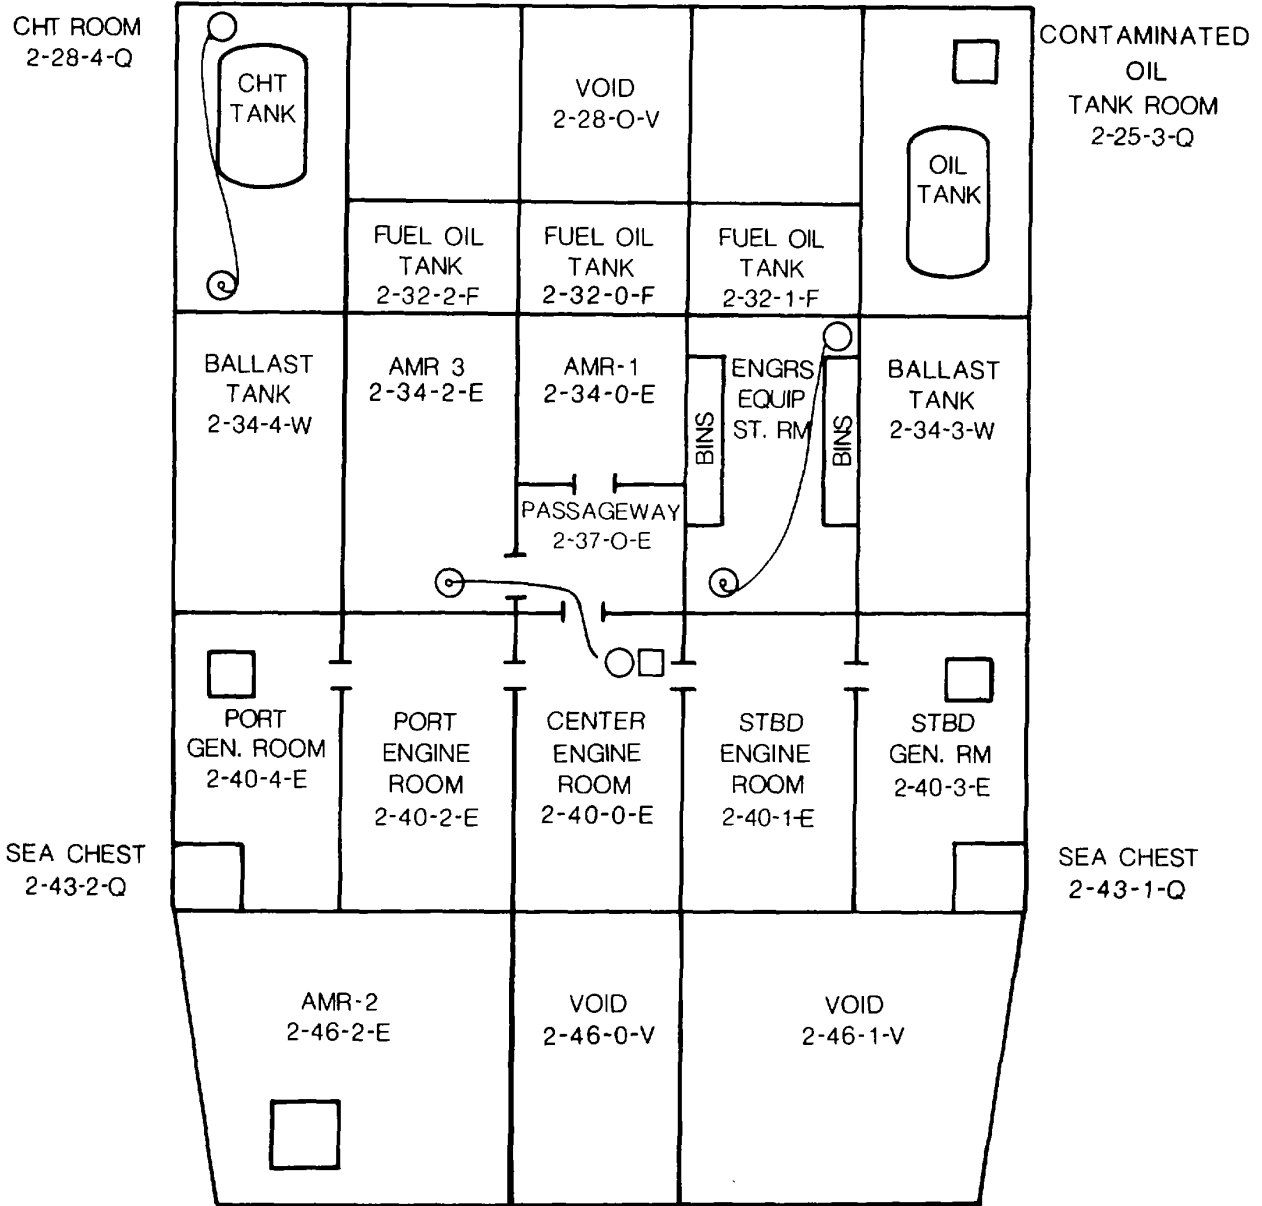 CHT ROOM
2-28-4-Q
CHT
TANK
VOID
2-28-O-V
CONTAMINATED
OIL
TANK ROOM
2-25-3-Q
OIL
TANK
FUEL OIL
TANK
2-32-2-F
FUEL OIL
TANK
2-32-0-F
FUEL OIL
TANK
2-32-1-F
BALLAST
TANK
2-34-4-W
AMR 3
2-34-2-E
AMR-1
2-34-0-E
BINS
ENGRS
EQUIP
ST. RM
BINS
BALLAST
TANK
2-34-3-W
PASSAGEWAY
2-37-O-E
PORT
GEN. ROOM
2-40-4-E
PORT
ENGINE
ROOM
2-40-2-E
CENTER
ENGINE
ROOM
2-40-0-E
STBD
ENGINE
ROOM
2-40-1-E
STBD
GEN. RM
2-40-3-E
SEA CHEST
2-43-2-Q
SEA CHEST
2-43-1-Q
AMR-2
2-46-2-E
VOID
2-46-0-V
VOID
2-46-1-V